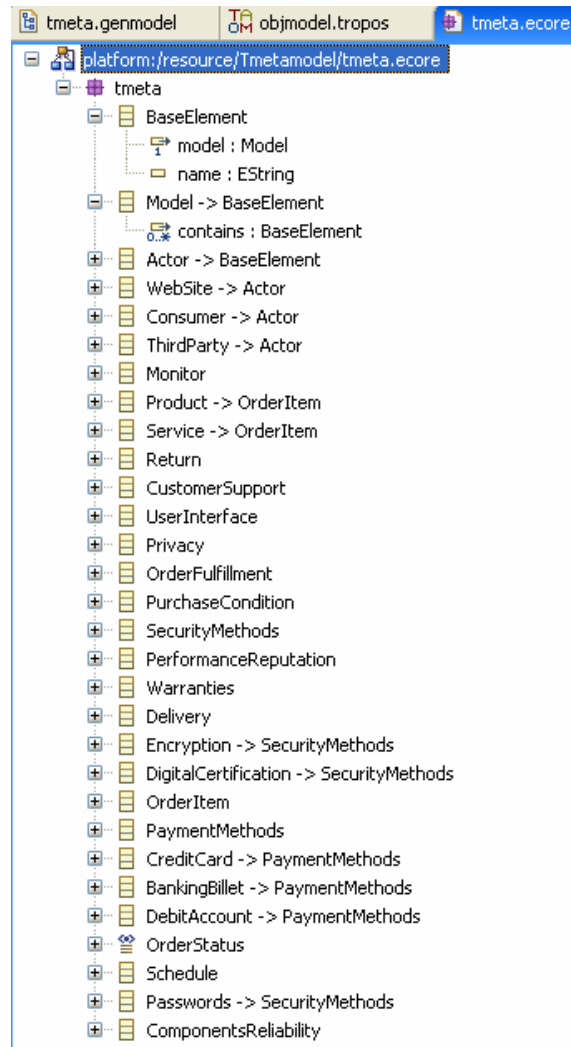 tmeta.genmodel objmodel.tropos tmeta.ecore
platform:/resource/Tmetamodel/tmeta.ecore
tmeta
BaseElement
1 model : Model
name : EString
Model -> BaseElement
0..* contains : BaseElement
Actor -> BaseElement
WebSite -> Actor
Consumer -> Actor
ThirdParty -> Actor
Monitor
Product -> OrderItem
Service -> OrderItem
Return
CustomerSupport
UserInterface
Privacy
OrderFulfillment
PurchaseCondition
SecurityMethods
PerformanceReputation
Warranties
Delivery
Encryption -> SecurityMethods
DigitalCertification -> SecurityMethods
OrderItem
PaymentMethods
CreditCard -> PaymentMethods
BankingBillet -> PaymentMethods
DebitAccount -> PaymentMethods
OrderStatus
Schedule
Passwords -> SecurityMethods
ComponentsReliability